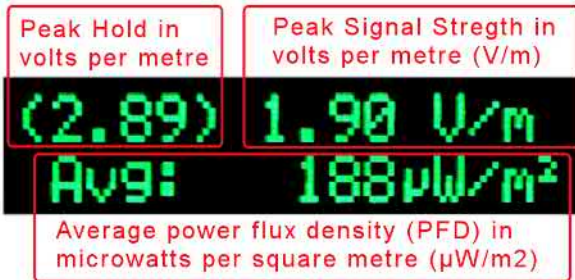 Peak Hold in
volts per metre
Peak Signal Stregth in
volts per metre (V/m)
(2.89) 1.90 V/m
Avg: 188µW/m²
Average power flux density (PFD) in
microwatts per square metre (µW/m2)